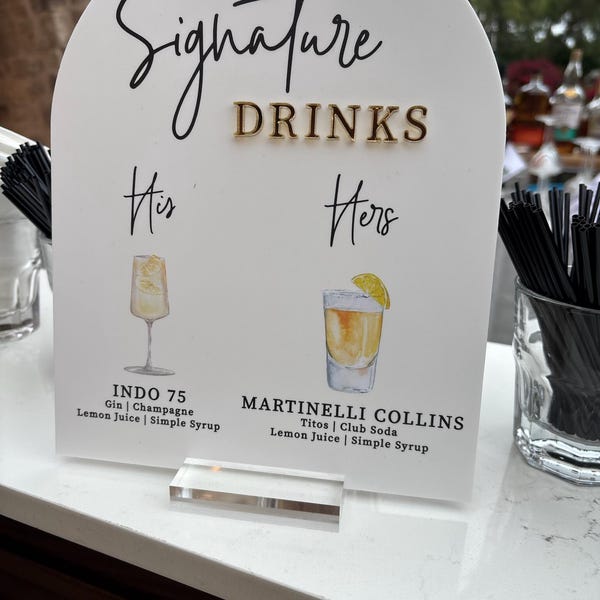 Signature
DRINKS
His
Hers
INDO 75
Gin | Champagne
Lemon Juice | Simple Syrup
MARTINELLI COLLINS
Titos | Club Soda
Lemon Juice | Simple Syrup